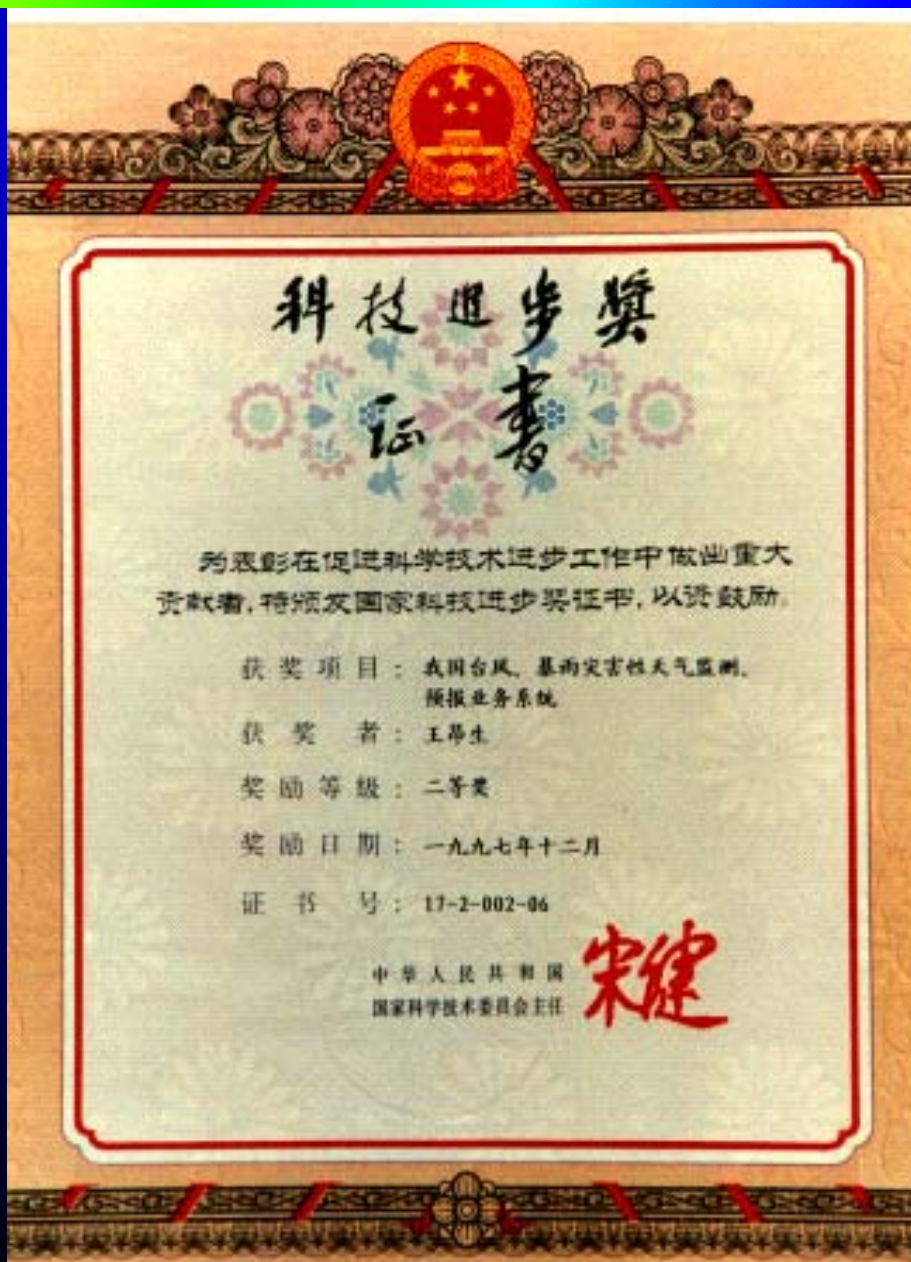 科技进步奖
证书
为表彰在促进科学技术进步工作中做出重大
贡献者，特颁发国家科技进步奖证书，以资鼓励。
获奖项目：我国台风、暴雨灾害性天气监测、
预报业务系统
获奖者：王昂生
奖励等级：二等奖
奖励日期：一九九七年十二月
证书号：17-2-002-06
中华人民共和国
国家科学技术委员会主任
宋健